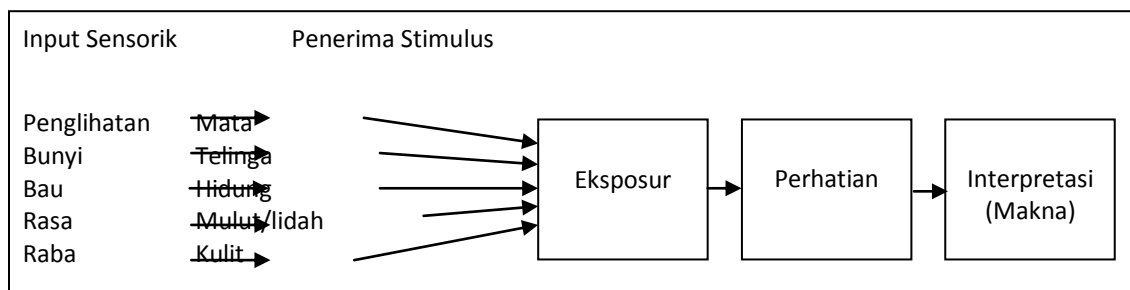 Input Sensorik Penerima Stimulus
Penglihatan Mata
Bunyi Telinga
Bau Hidung
Rasa Mulut/lidah
Raba Kulit
Eksposur
Perhatian
Interpretasi
(Makna)